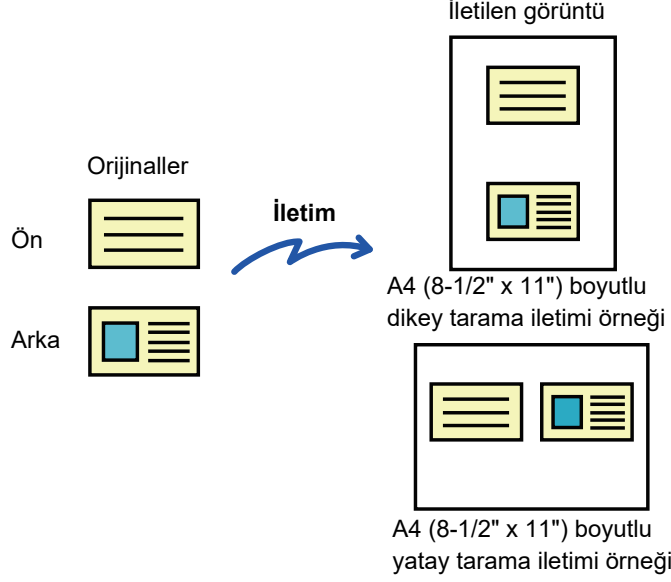 İletilen görüntü
Orijinaller
İletim
Ön
Arka
A4 (8-1/2" x 11") boyutlu
dikey tarama iletimi örneği
A4 (8-1/2" x 11") boyutlu
yatay tarama iletimi örneği